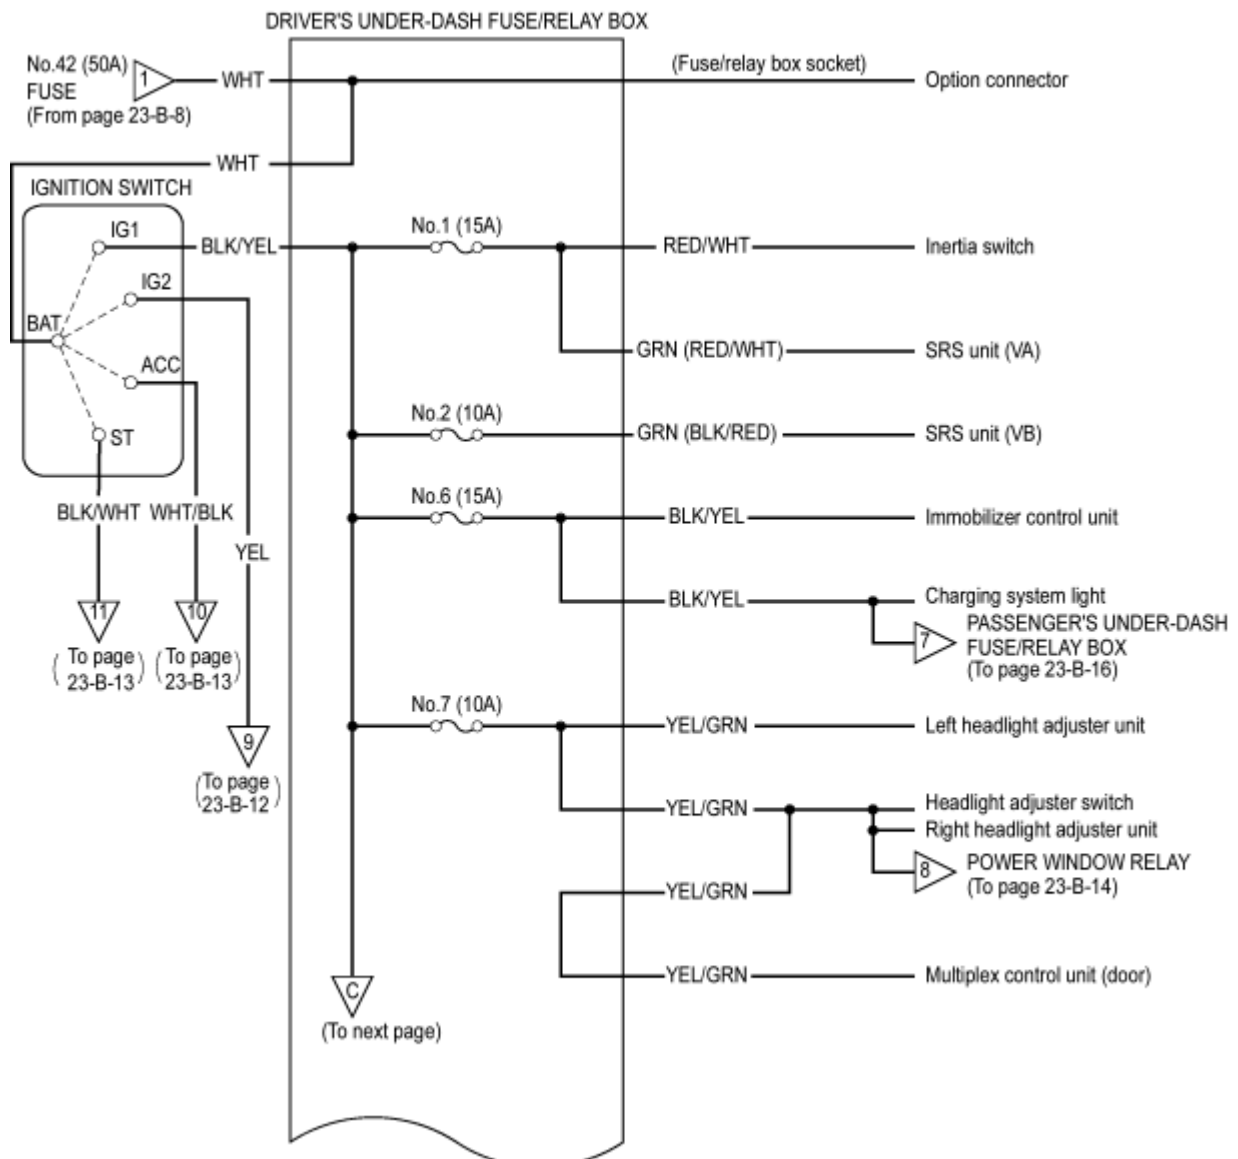 DRIVER'S UNDER-DASH FUSE/RELAY BOX
No.42 (50A)
FUSE
(From page 23-B-8)
1
WHT
(Fuse/relay box socket)
Option connector
WHT
IGNITION SWITCH
IG1
BLK/YEL
No.1 (15A)
RED/WHT
Inertia switch
IG2
BAT
ACC
GRN (RED/WHT)
SRS unit (VA)
ST
No.2 (10A)
GRN (BLK/RED)
SRS unit (VB)
BLK/WHT
WHT/BLK
No.6 (15A)
BLK/YEL
Immobilizer control unit
YEL
BLK/YEL
Charging system light
11
10
7
PASSENGER'S UNDER-DASH
FUSE/RELAY BOX
(To page 23-B-16)
(To page
23-B-13)
(To page
23-B-13)
No.7 (10A)
YEL/GRN
Left headlight adjuster unit
9
(To page
23-B-12)
YEL/GRN
Headlight adjuster switch
Right headlight adjuster unit
8
POWER WINDOW RELAY
(To page 23-B-14)
YEL/GRN
YEL/GRN
Multiplex control unit (door)
C
(To next page)